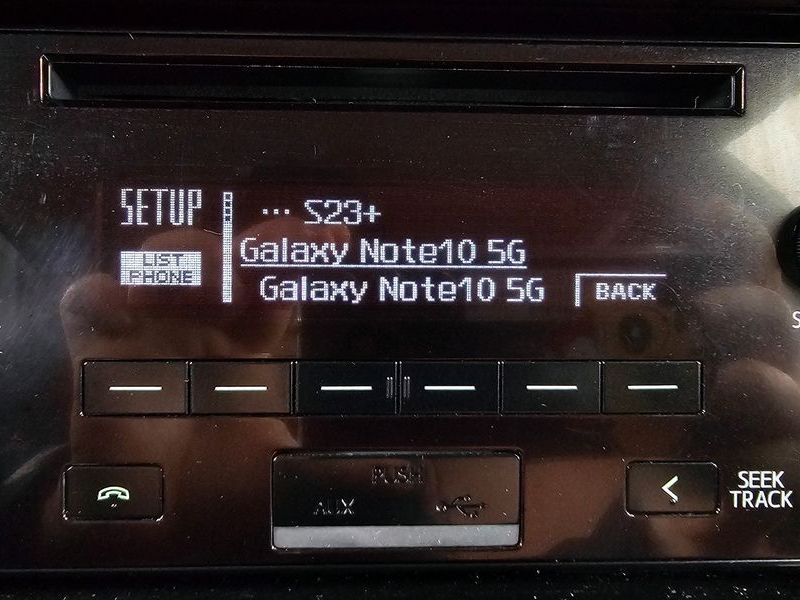 SETUP
LIST
PHONE
... S23+
Galaxy Note10 5G
Galaxy Note10 5G
BACK
PUSH
AUX
SEEK
TRACK